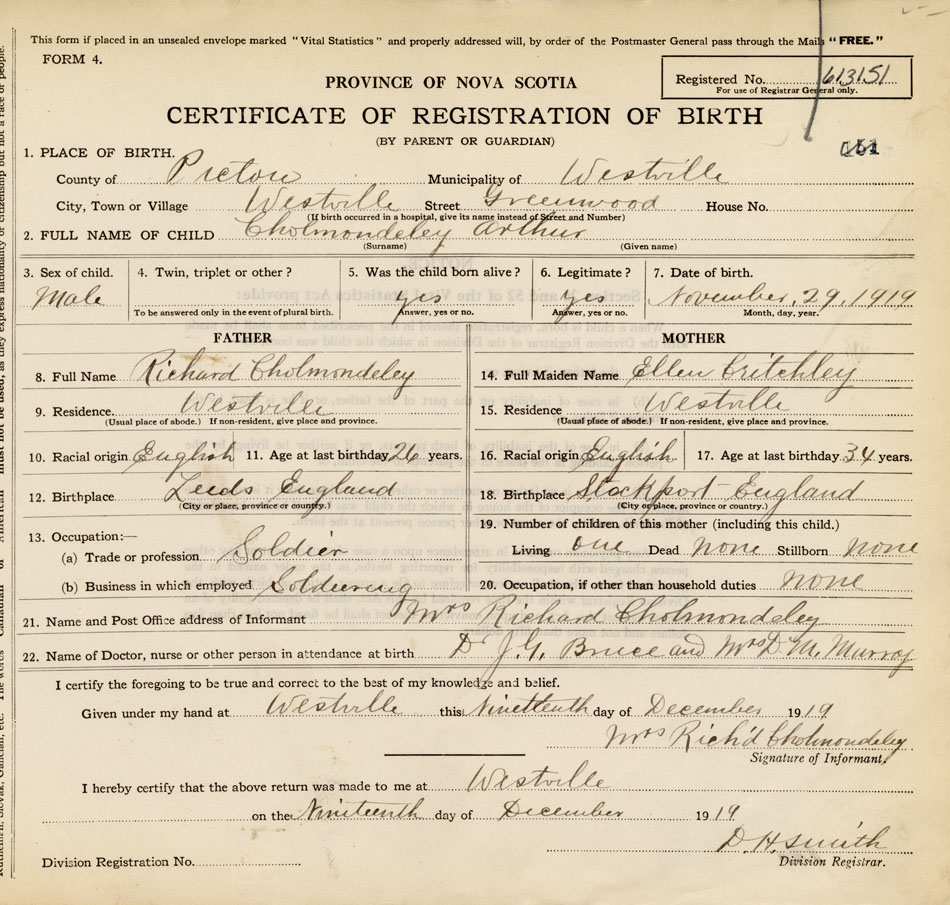 This form if placed in an unsealed envelope marked "Vital Statistics" and properly addressed will, by order of the Postmaster General pass through the Mails "FREE."
FORM 4.
Registered No. 613151
For use of Registrar General only.
PROVINCE OF NOVA SCOTIA
CERTIFICATE OF REGISTRATION OF BIRTH
(BY PARENT OR GUARDIAN)
1. PLACE OF BIRTH.
County of Pictou Municipality of Westville
City, Town or Village Westville Street Greenwood House No.
(If birth occurred in a hospital, give its name instead of Street and Number)
2. FULL NAME OF CHILD Cholmondeley Arthur
(Surname) (Given name)
3. Sex of child. 4. Twin, triplet or other? 5. Was the child born alive? 6. Legitimate? 7. Date of birth.
Male yes yes November, 29, 1919
To be answered only in the event of plural birth. Answer, yes or no. Answer, yes or no. Month, day, year.
FATHER MOTHER
8. Full Name Richard Cholmondeley 14. Full Maiden Name Ellen Critchley
9. Residence. Westville 15. Residence Westville
(Usual place of abode.) If non-resident, give place and province. (Usual place of abode.) If non-resident, give place and province.
10. Racial origin English 11. Age at last birthday 26 years. 16. Racial origin English 17. Age at last birthday 34 years.
12. Birthplace Leeds England 18. Birthplace Stockport England
(City or place, province or country.) (City or place, province or country.)
13. Occupation:— 19. Number of children of this mother (including this child.)
(a) Trade or profession Soldier Living one Dead none Stillborn none
(b) Business in which employed Soldiering 20. Occupation, if other than household duties none
21. Name and Post Office address of Informant Mrs Richard Cholmondeley
22. Name of Doctor, nurse or other person in attendance at birth Dr J. G. Bruce and Mrs D. M. Murray
I certify the foregoing to be true and correct to the best of my knowledge and belief.
Given under my hand at Westville this Nineteenth day of December 1919
Mrs Rich'd Cholmondeley
Signature of Informant.
I hereby certify that the above return was made to me at Westville
on the Nineteenth day of December 1919
D. H. Smith
Division Registration No. Division Registrar.